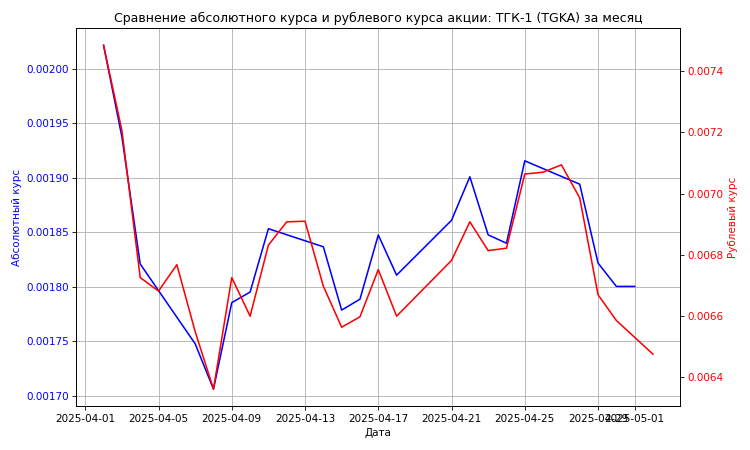 Сравнение абсолютного курса и рублевого курса акции: ТГК-1 (TGKA) за месяц
0.00200
0.00195
0.00190
0.00185
0.00180
0.00175
0.00170
Абсолютный курс
0.0074
0.0072
0.0070
0.0068
0.0066
0.0064
Рублевый курс
2025-04-01 2025-04-05 2025-04-09 2025-04-13 2025-04-17 2025-04-21 2025-04-25 2025-04-29 2025-05-01
Дата